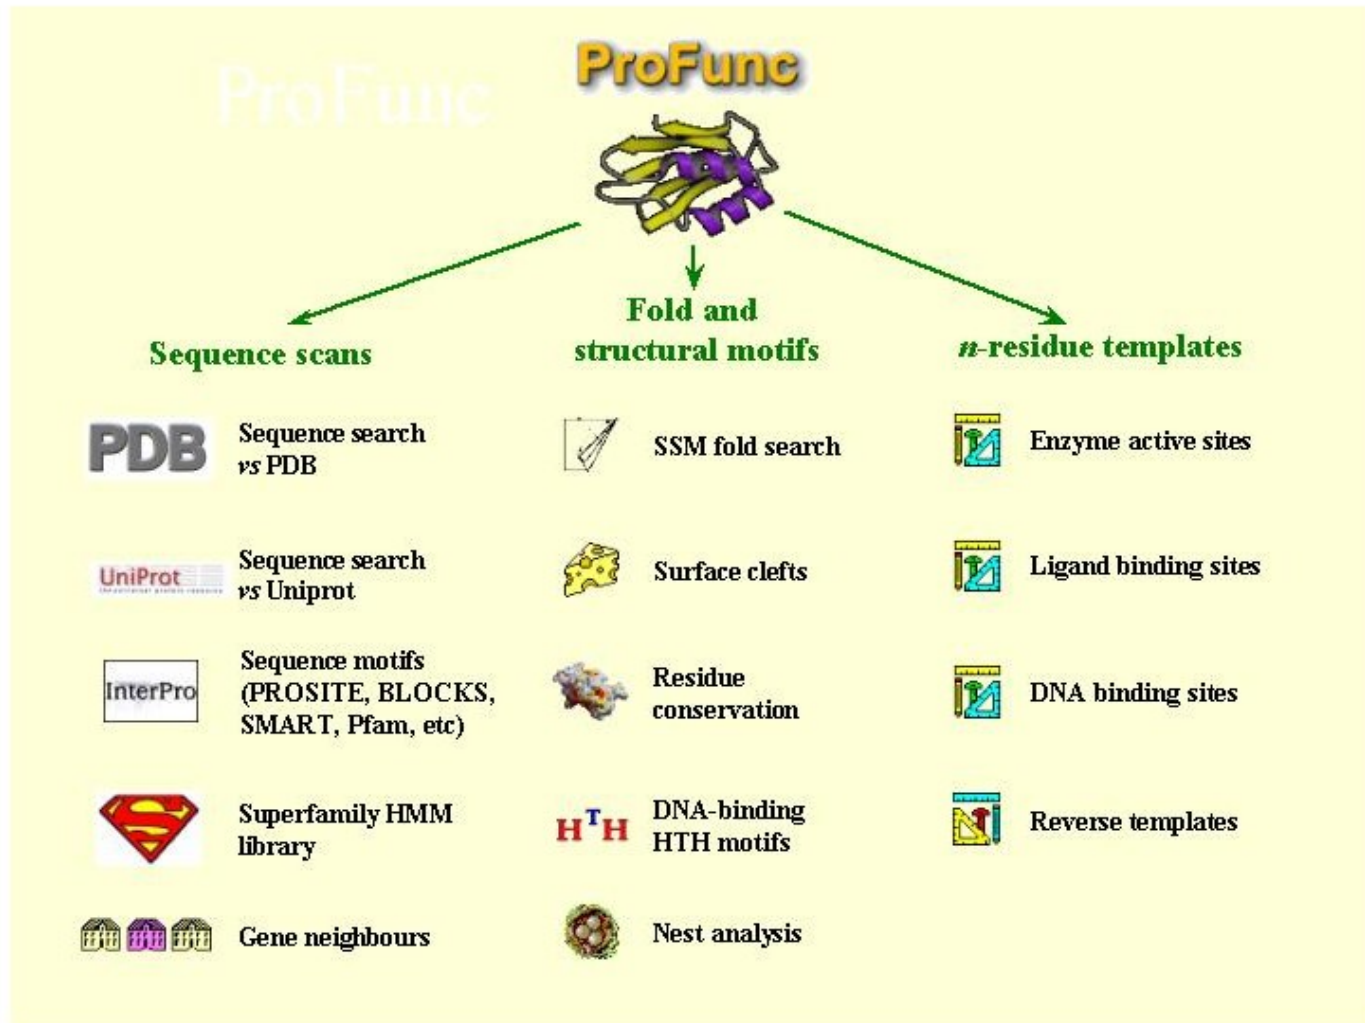 ProFunc
ProFunc
Sequence scans
Fold and
structural motifs
n-residue templates
PDB
Sequence search
vs PDB
UniProt
Sequence search
vs Uniprot
InterPro
Sequence motifs
(PROSITE, BLOCKS,
SMART, Pfam, etc)
S
Superfamily HMM
library
Gene neighbours
SSM fold search
Surface clefts
Residue
conservation
HTH
DNA-binding
HTH motifs
Nest analysis
Enzyme active sites
Ligand binding sites
DNA binding sites
Reverse templates